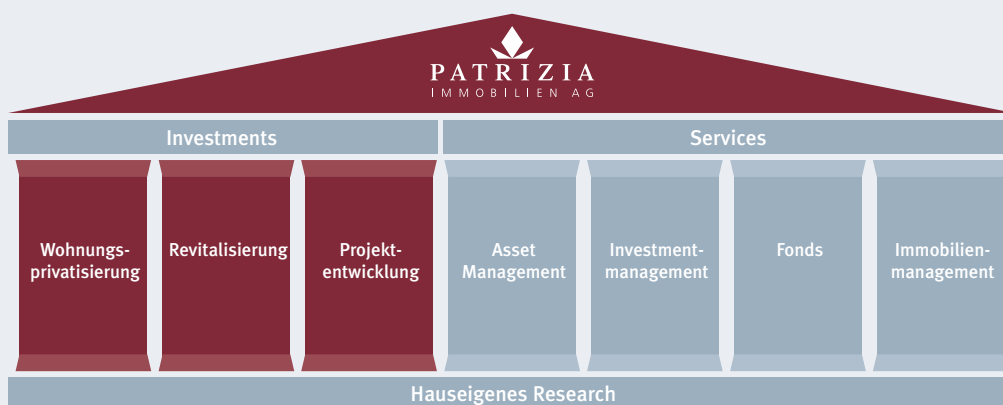 PATRIZIA
IMMOBILIEN AG
Investments
Services
Wohnungs-
privatisierung
Revitalisierung
Projekt-
entwicklung
Asset
Management
Investment-
management
Fonds
Immobilien-
management
Hauseigenes Research